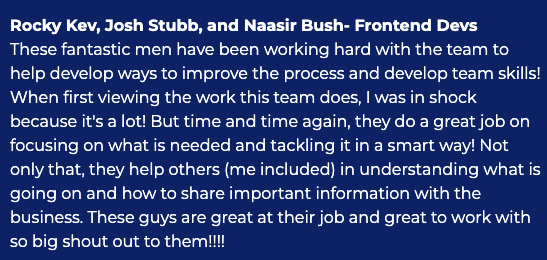 Rocky Kev, Josh Stubb, and Naasir Bush- Frontend Devs
These fantastic men have been working hard with the team to
help develop ways to improve the process and develop team skills!
When first viewing the work this team does, I was in shock
because it's a lot! But time and time again, they do a great job on
focusing on what is needed and tackling it in a smart way! Not
only that, they help others (me included) in understanding what is
going on and how to share important information with the
business. These guys are great at their job and great to work with
so big shout out to them!!!!